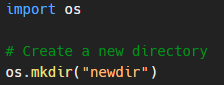 import os
# Create a new directory
os.mkdir("newdir")